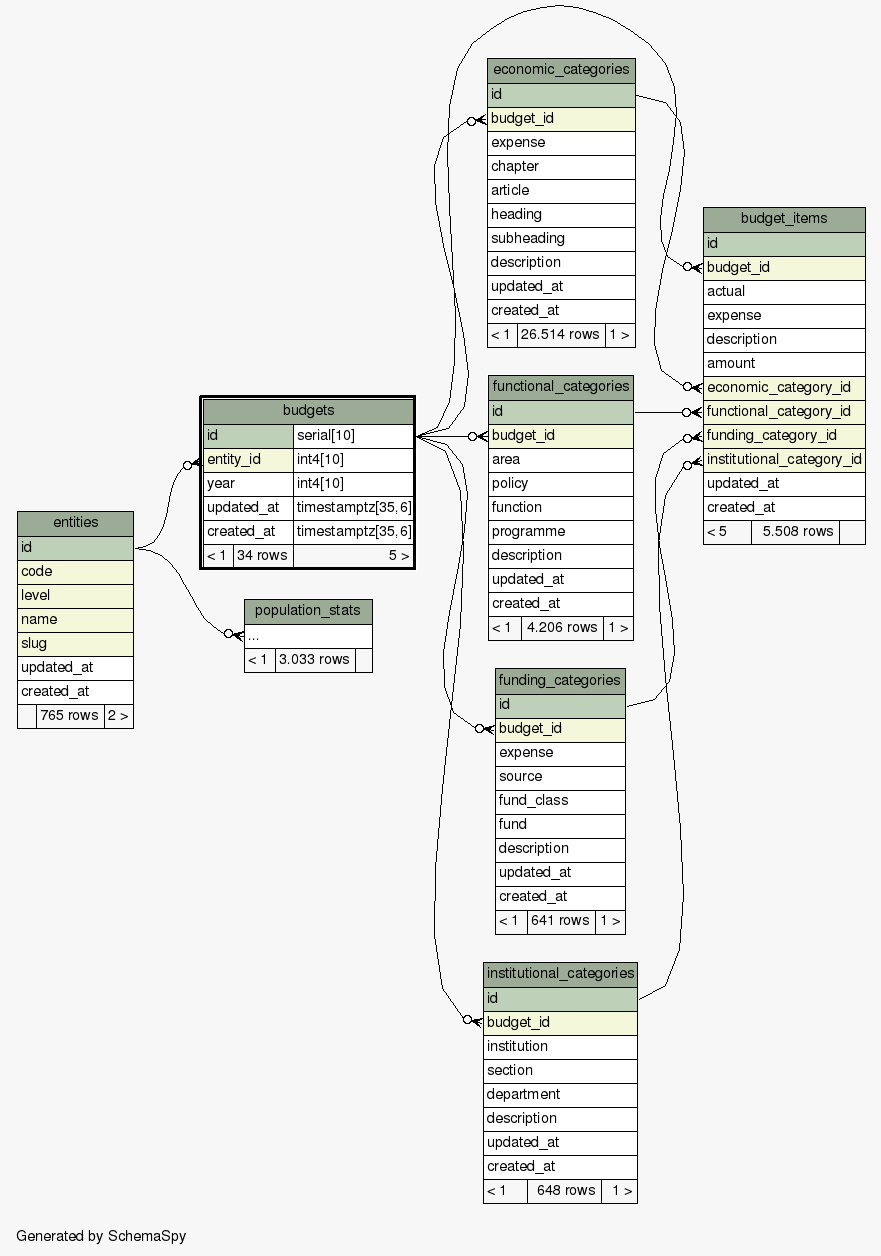 economic_categories
id
budget_id
expense
chapter
article
heading
subheading
description
updated_at
created_at
< 1 26.514 rows 1 >
budget_items
id
budget_id
actual
expense
description
amount
economic_category_id
functional_category_id
funding_category_id
institutional_category_id
updated_at
created_at
< 5 5.508 rows
functional_categories
id
budget_id
area
policy
function
programme
description
updated_at
created_at
< 1 4.206 rows 1 >
budgets
id serial[10]
entity_id int4[10]
year int4[10]
updated_at timestamptz[35,6]
created_at timestamptz[35,6]
< 1 34 rows 5 >
entities
id
code
level
name
slug
updated_at
created_at
765 rows 2 >
population_stats
...
< 1 3.033 rows
funding_categories
id
budget_id
expense
source
fund_class
fund
description
updated_at
created_at
< 1 641 rows 1 >
institutional_categories
id
budget_id
institution
section
department
description
updated_at
created_at
< 1 648 rows 1 >
Generated by SchemaSpy